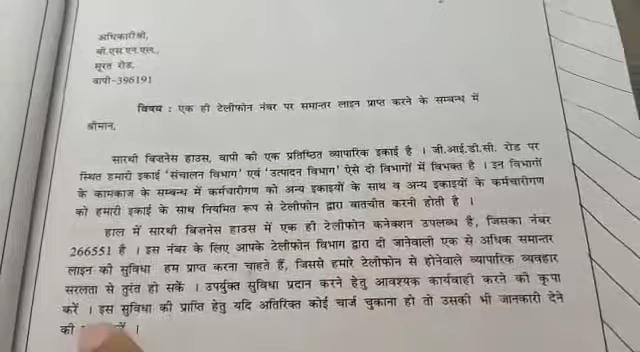 अधिकारीश्री,
बी.एस.एन.एल.,
सूरत रोड,
वापी-396191
विषय : एक ही टेलीफोन नंबर पर समान्तर लाइन प्राप्त करने के सम्बन्ध में
श्रीमान,
सारथी बिज़नेस हाउस, वापी की एक प्रतिष्ठित व्यापारिक इकाई है । जी.आई.डी.सी. रोड पर
स्थित हमारी इकाई 'संचालन विभाग' एवं 'उत्पादन विभाग' ऐसे दो विभागों में विभक्त है । इन विभागों
के कामकाज के सम्बन्ध में कर्मचारीगण को अन्य इकाइयों के साथ व अन्य इकाइयों के कर्मचारीगण
को हमारी इकाई के साथ नियमित रूप से टेलीफोन द्वारा बातचीत करनी होती है ।
हाल में सारथी बिज़नेस हाउस में एक ही टेलीफोन कनेक्शन उपलब्ध है, जिसका नंबर
266551 है । इस नंबर के लिए आपके टेलीफोन विभाग द्वारा दी जानेवाली एक से अधिक समान्तर
लाइन की सुविधा हम प्राप्त करना चाहते हैं, जिससे हमारे टेलीफोन से होनेवाले व्यापारिक व्यवहार
सरलता से तुरंत हो सकें । उपर्युक्त सुविधा प्रदान करने हेतु आवश्यक कार्यवाही करने की कृपा
करें । इस सुविधा की प्राप्ति हेतु यदि अतिरिक्त कोई चार्ज चुकाना हो तो उसकी भी जानकारी देने
की